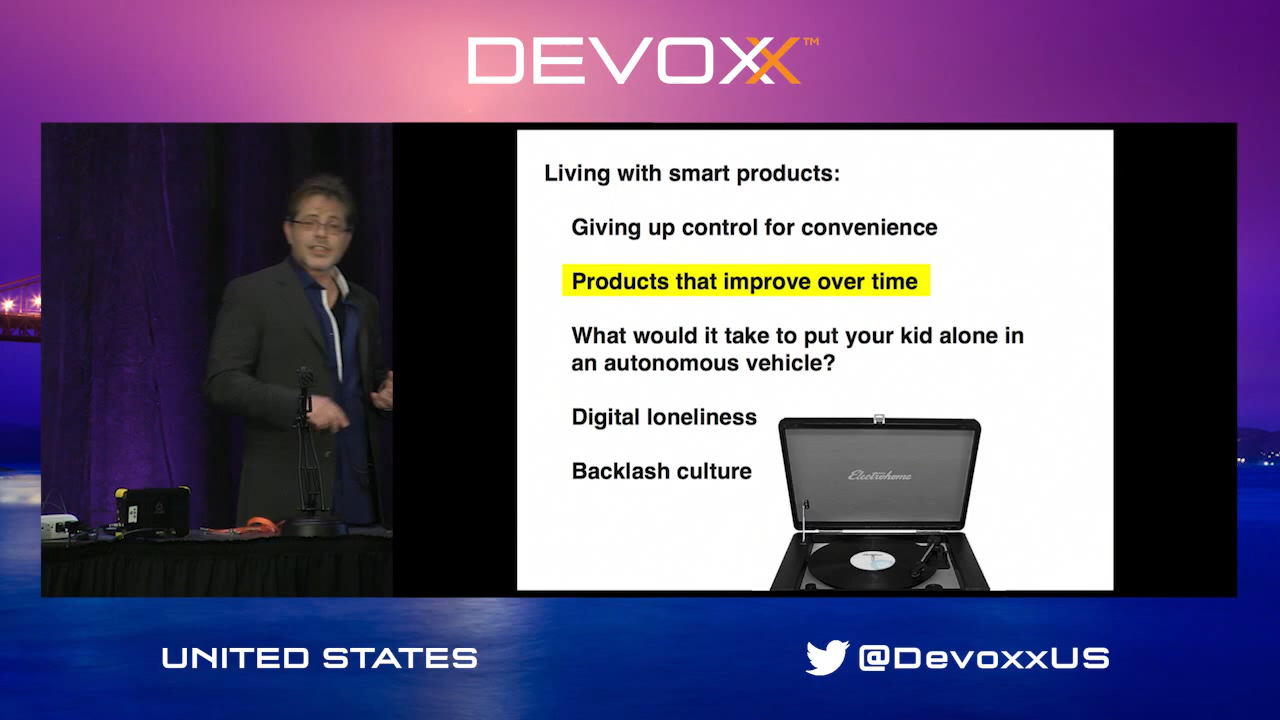 DEVOXX™
Living with smart products:
Giving up control for convenience
Products that improve over time
What would it take to put your kid alone in
an autonomous vehicle?
Digital loneliness
Backlash culture
Electrohome
UNITED STATES
@DevoxxUS